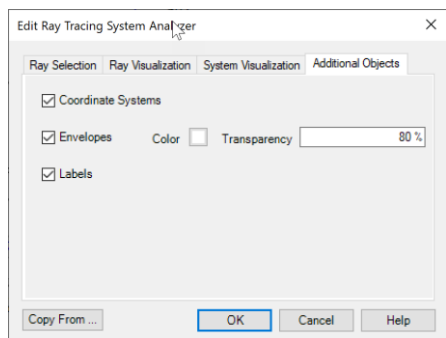 Edit Ray Tracing System Analyzer
Ray Selection Ray Visualization System Visualization Additional Objects
Coordinate Systems
Envelopes Color Transparency 80 %
Labels
Copy From ... OK Cancel Help